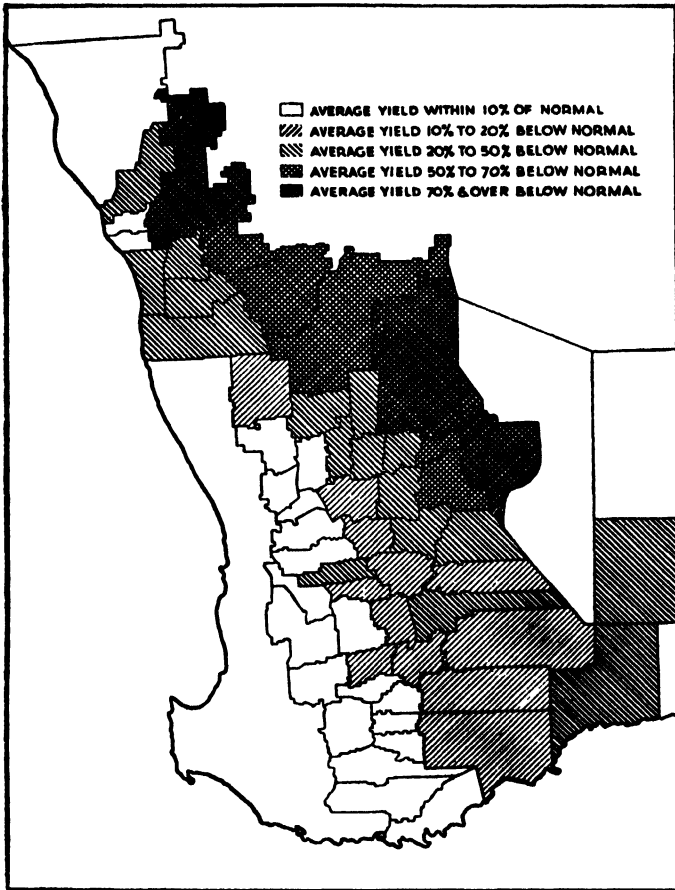 AVERAGE YIELD WITHIN 10% OF NORMAL
AVERAGE YIELD 10% TO 20% BELOW NORMAL
AVERAGE YIELD 20% TO 50% BELOW NORMAL
AVERAGE YIELD 50% TO 70% BELOW NORMAL
AVERAGE YIELD 70% & OVER BELOW NORMAL